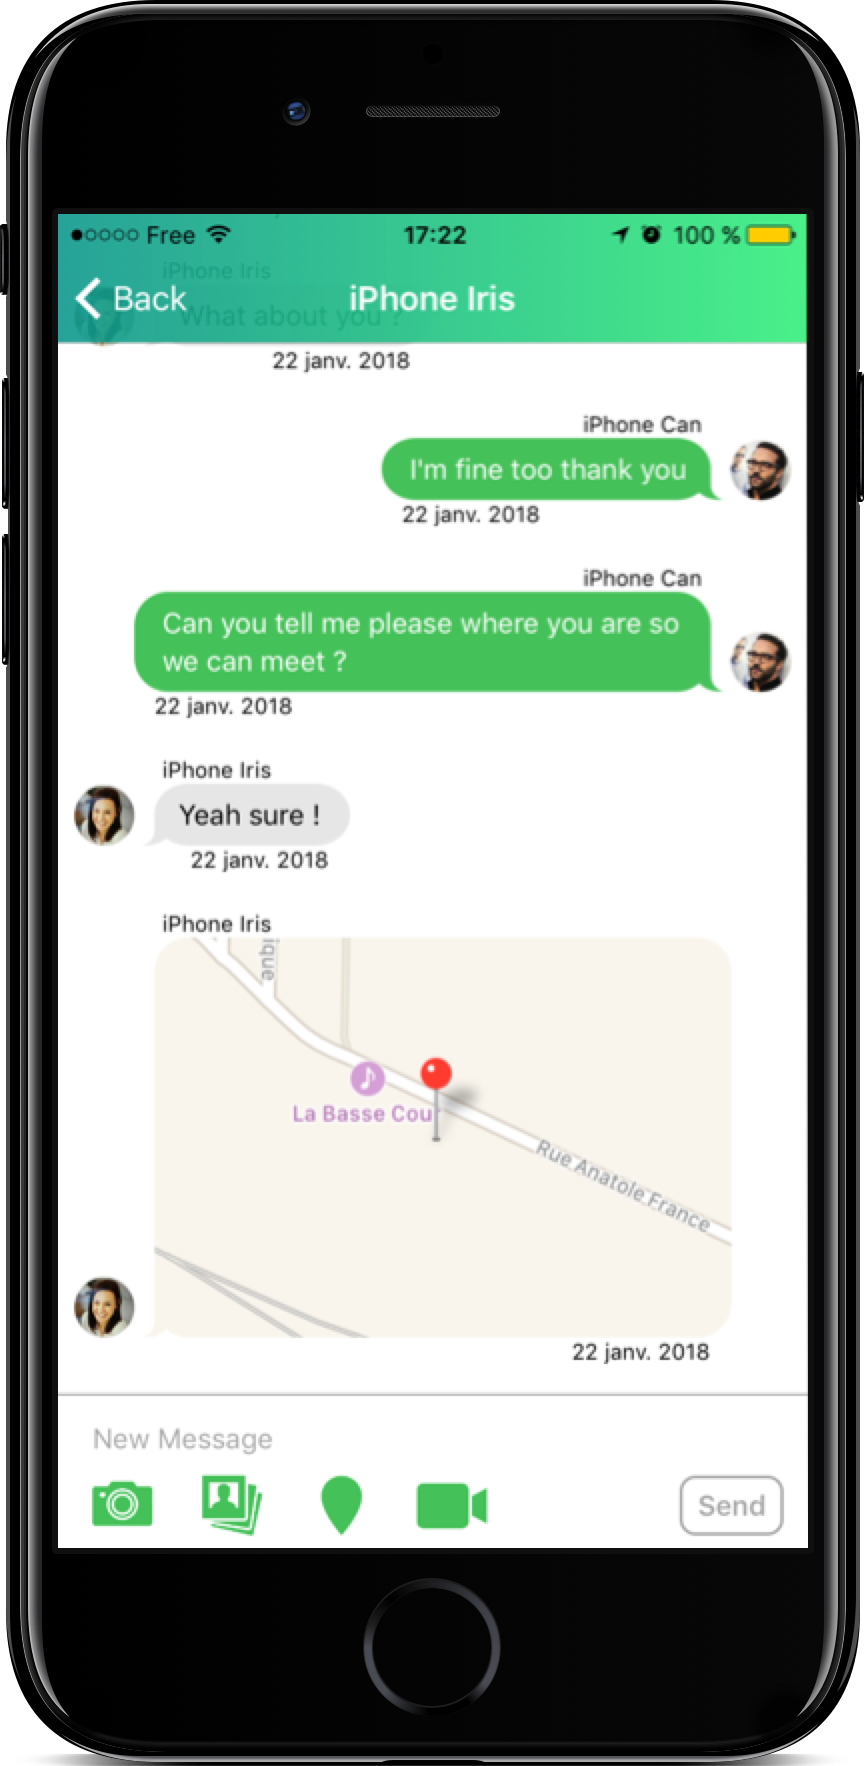 Free 17:22 100 %
iPhone Iris
Back iPhone Iris
What about you ?
22 janv. 2018
iPhone Can
I'm fine too thank you
22 janv. 2018
iPhone Can
Can you tell me please where you are so
we can meet ?
22 janv. 2018
iPhone Iris
Yeah sure !
22 janv. 2018
iPhone Iris
ique
La Basse Cour
Rue Anatole France
22 janv. 2018
New Message
Send